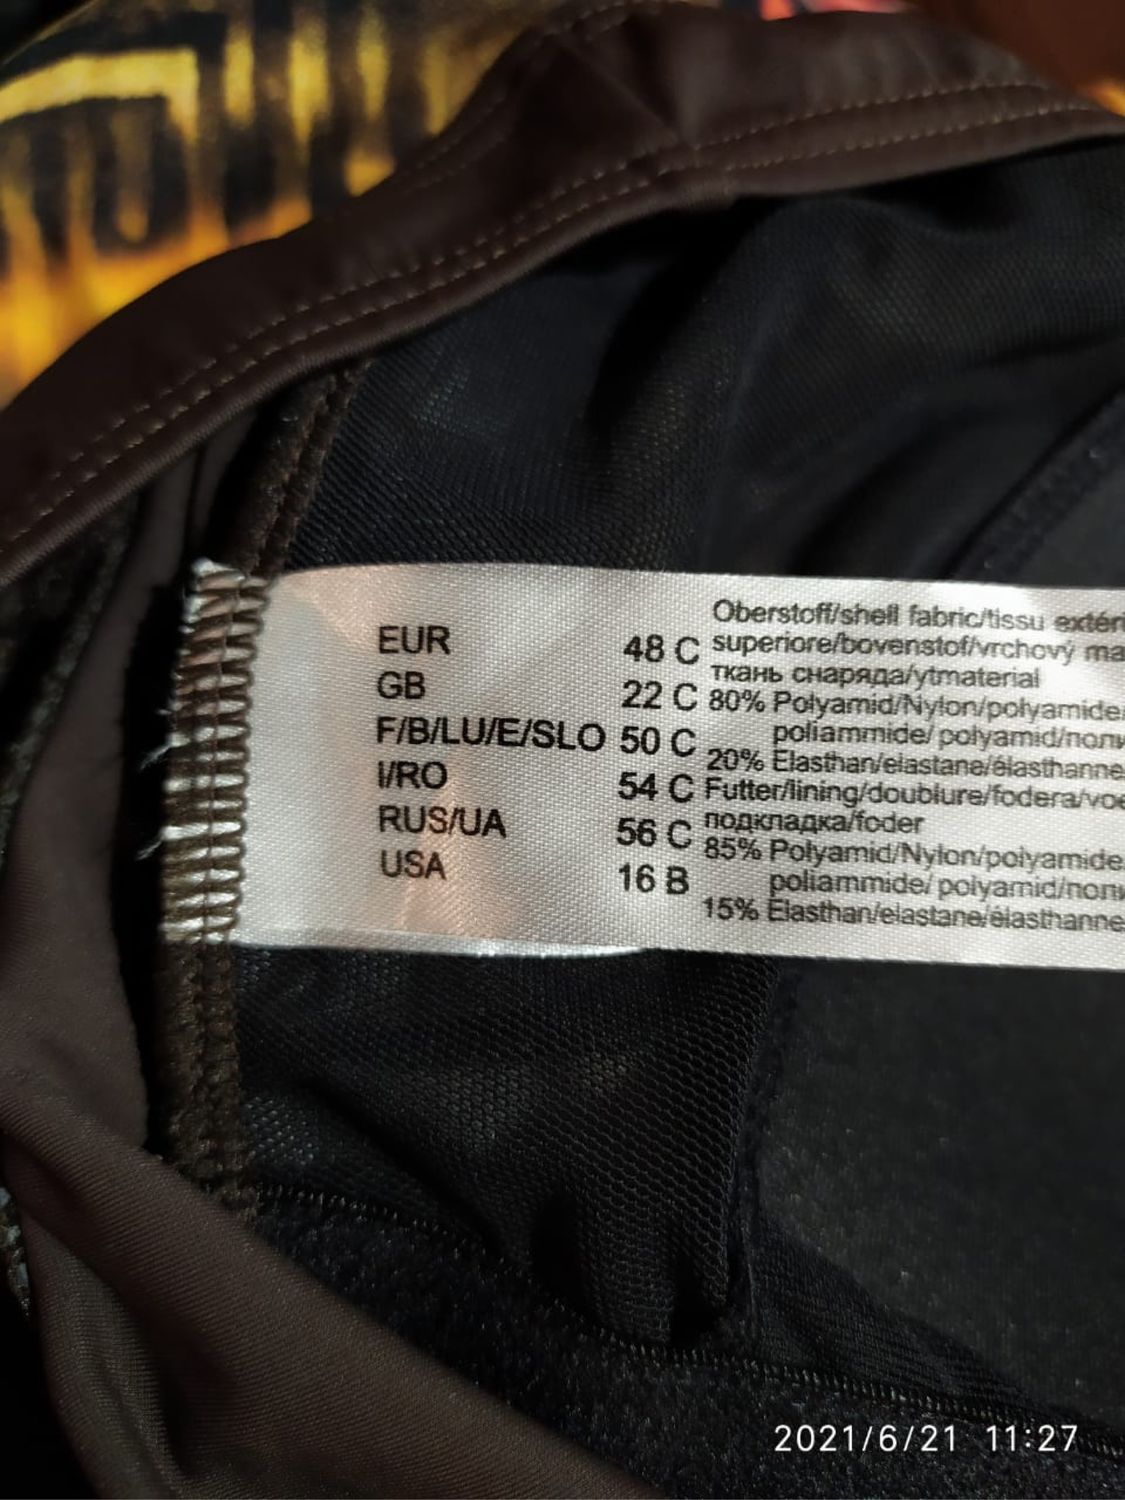 EUR 48 C
GB 22 C
F/B/LU/E/SLO 50 C
I/RO 54 C
RUS/UA 56 C
USA 16 B
Oberstoff/shell fabric/tissu extéri
superiore/bovenstof/vrchový ma
ткань снаряда/ytmaterial
80% Polyamid/Nylon/polyamide
poliammide/ polyamid/
20% Elasthan/elastane/élasthanne
Futter/lining/doublure/fodera/voe
подкладка/foder
85% Polyamid/Nylon/polyamide
poliammide/ polyamid/
15% Elasthan/elastane/élasthanne
2021/6/21 11:27